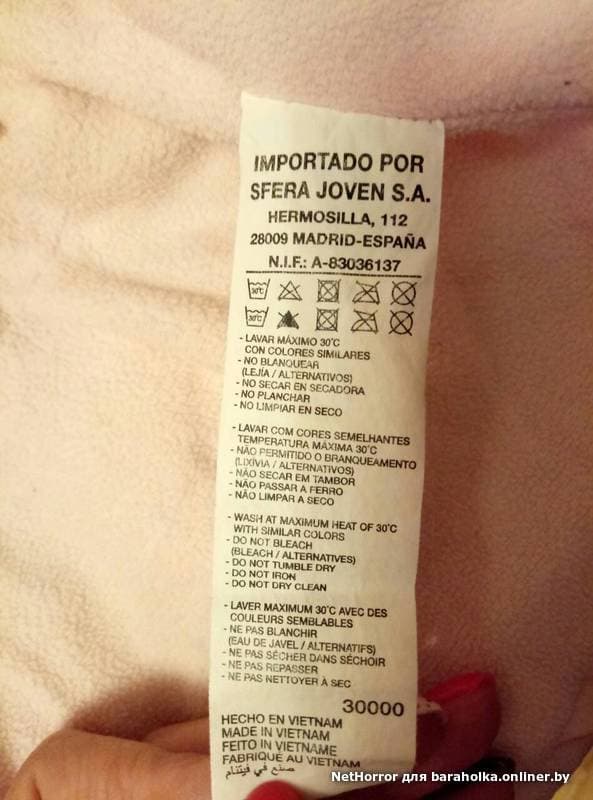 IMPORTADO POR
SFERA JOVEN S.A.
HERMOSILLA, 112
28009 MADRID-ESPAÑA
N.I.F.: A-83036137
30°C
30°C
- LAVAR MÁXIMO 30°C
CON COLORES SIMILARES
- NO BLANQUEAR
(LEJÍA / ALTERNATIVOS)
- NO SECAR EN SECADORA
- NO PLANCHAR
- NO LIMPIAR EN SECO
- LAVAR COM CORES SEMELHANTES
TEMPERATURA MÁXIMA 30°C
- NÃO PERMITIDO O BRANQUEAMENTO
(LIXIVIA / ALTERNATIVOS)
- NÃO SECAR EM TAMBOR
- NÃO PASSAR A FERRO
- NÃO LIMPAR A SECO
- WASH AT MAXIMUM HEAT OF 30°C
WITH SIMILAR COLORS
- DO NOT BLEACH
(BLEACH / ALTERNATIVES)
- DO NOT TUMBLE DRY
- DO NOT IRON
- DO NOT DRY CLEAN
- LAVER MAXIMUM 30°C AVEC DES
COULEURS SEMBLABLES
- NE PAS BLANCHIR
(EAU DE JAVEL / ALTERNATIFS)
- NE PAS SÉCHER DANS SÉCHOIR
- NE PAS REPASSER
- NE PAS NETTOYER À SEC
30000
HECHO EN VIETNAM
MADE IN VIETNAM
FEITO IN VIETNAME
FABRIQUÉ AU VIETNAM
صنع في فيتنام
NetHorror для baraholka.onliner.by